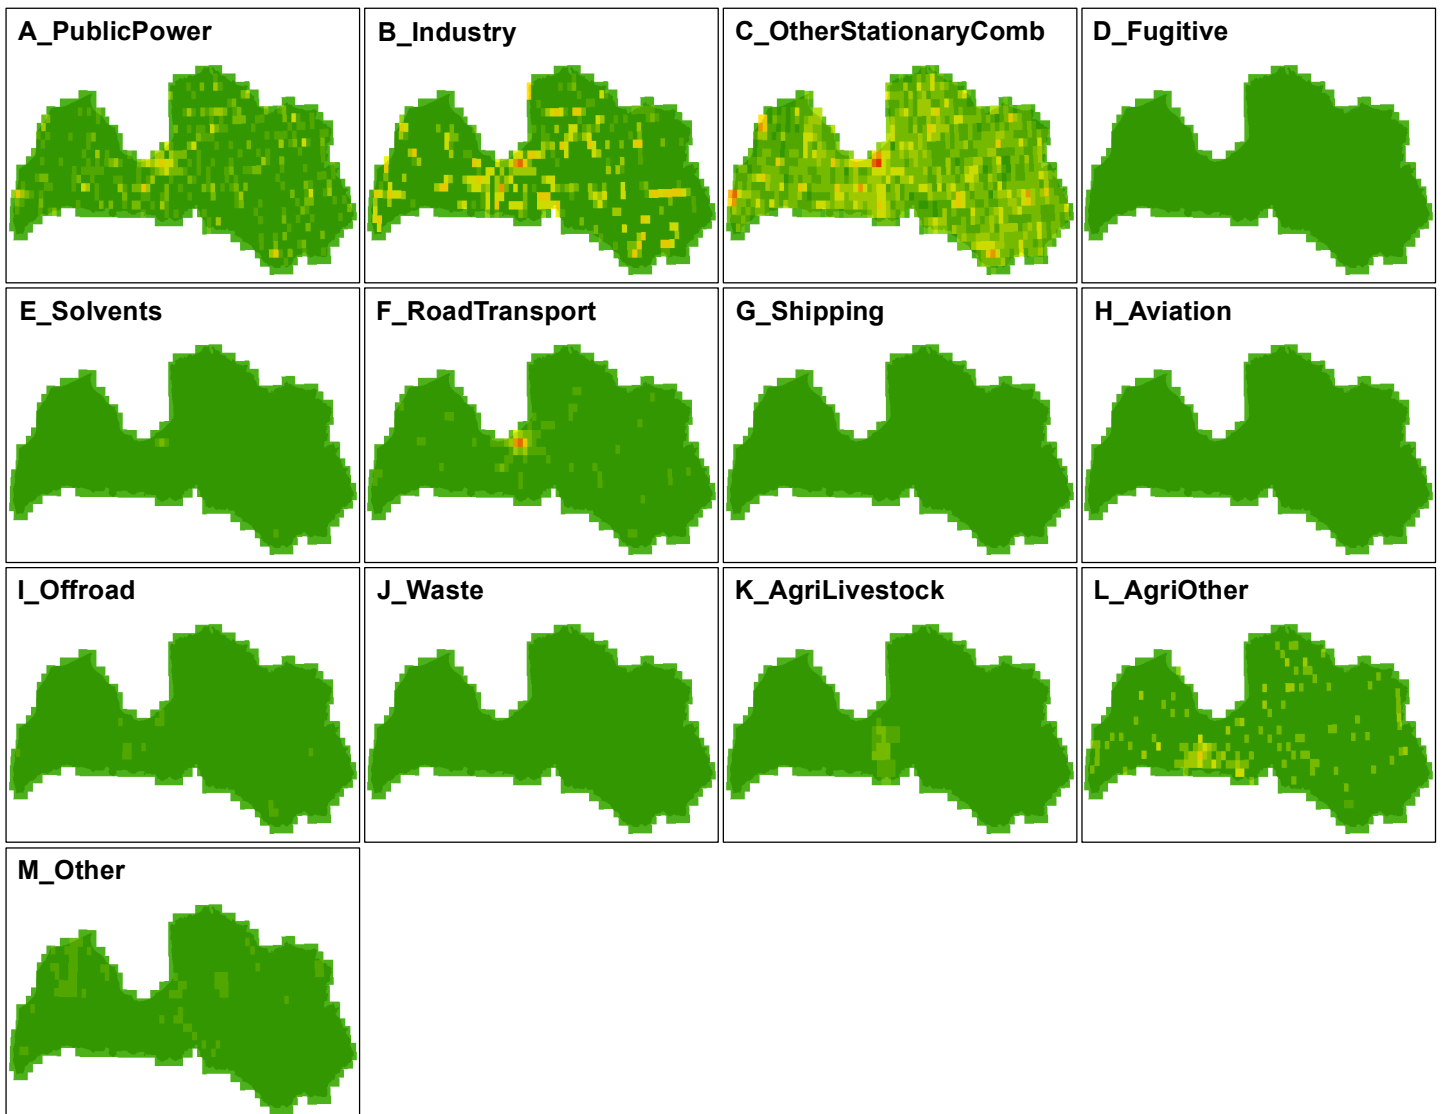 A_PublicPower
B_Industry
C_OtherStationaryComb
D_Fugitive
E_Solvents
F_RoadTransport
G_Shipping
H_Aviation
I_Offroad
J_Waste
K_AgriLivestock
L_AgriOther
M_Other